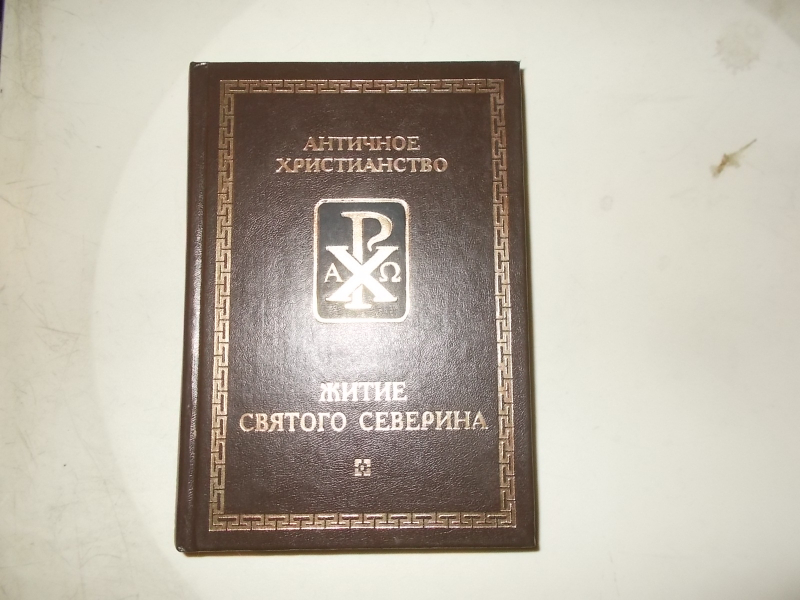 АНТИЧНОЕ
ХРИСТИАНСТВО
Α Ω
ЖИТИЕ
СВЯТОГО СЕВЕРИНА